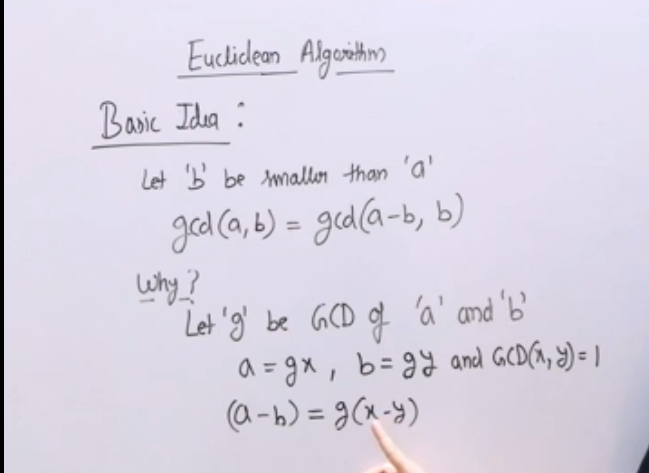 Euclidean Algorithm
Basic Idea :
Let 'b' be smaller than 'a'
gcd(a, b) = gcd(a-b, b)
Why?
Let 'g' be GCD of 'a' and 'b'
a = gx , b = gy and GCD(x, y) = 1
(a-b) = g(x-y)